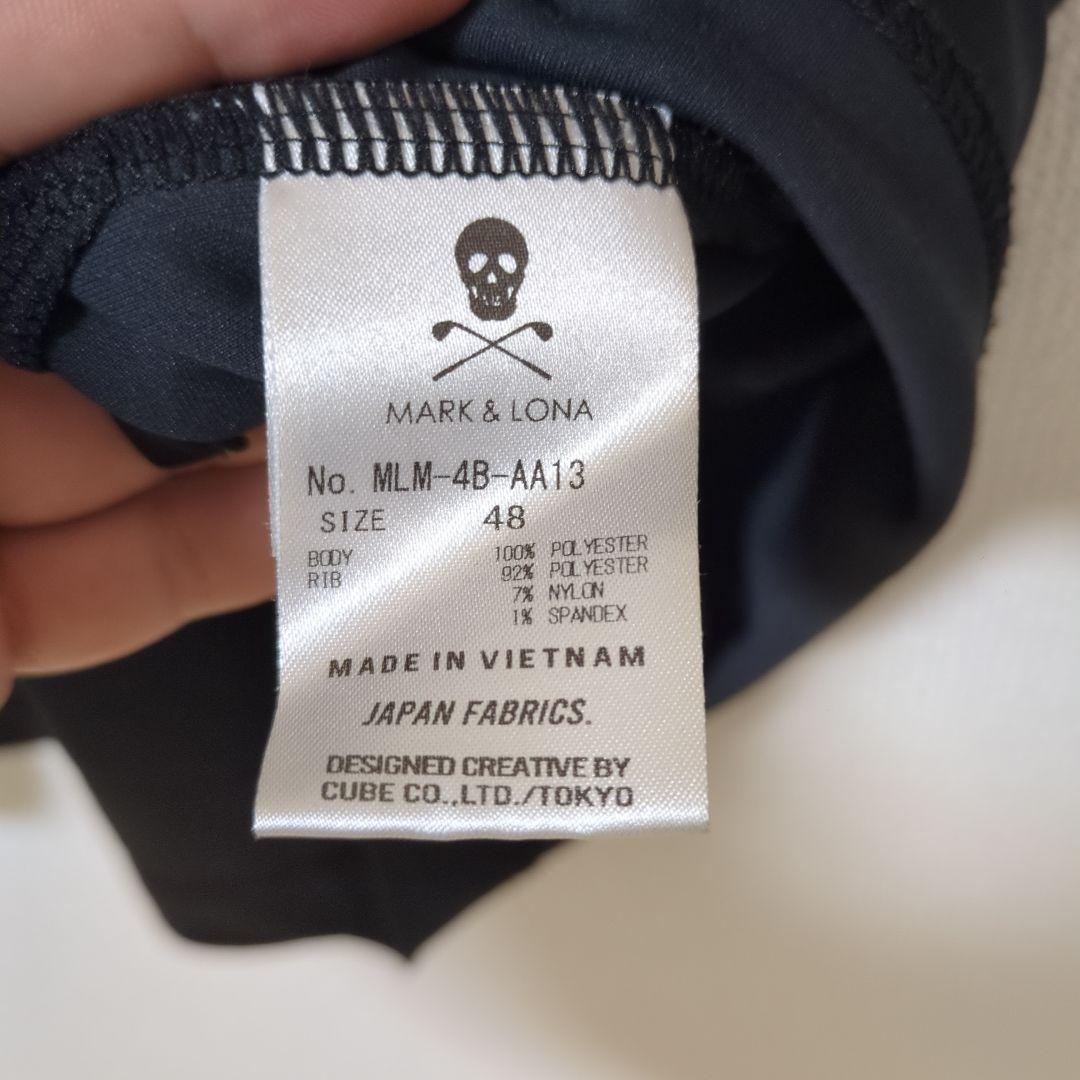 MARK & LONA
No. MLM-4B-AA13
SIZE 48
BODY 100% POLYESTER
RIB 92% POLYESTER
7% NYLON
1% SPANDEX
MADE IN VIETNAM
JAPAN FABRICS.
DESIGNED CREATIVE BY
CUBE CO.,LTD./TOKYO